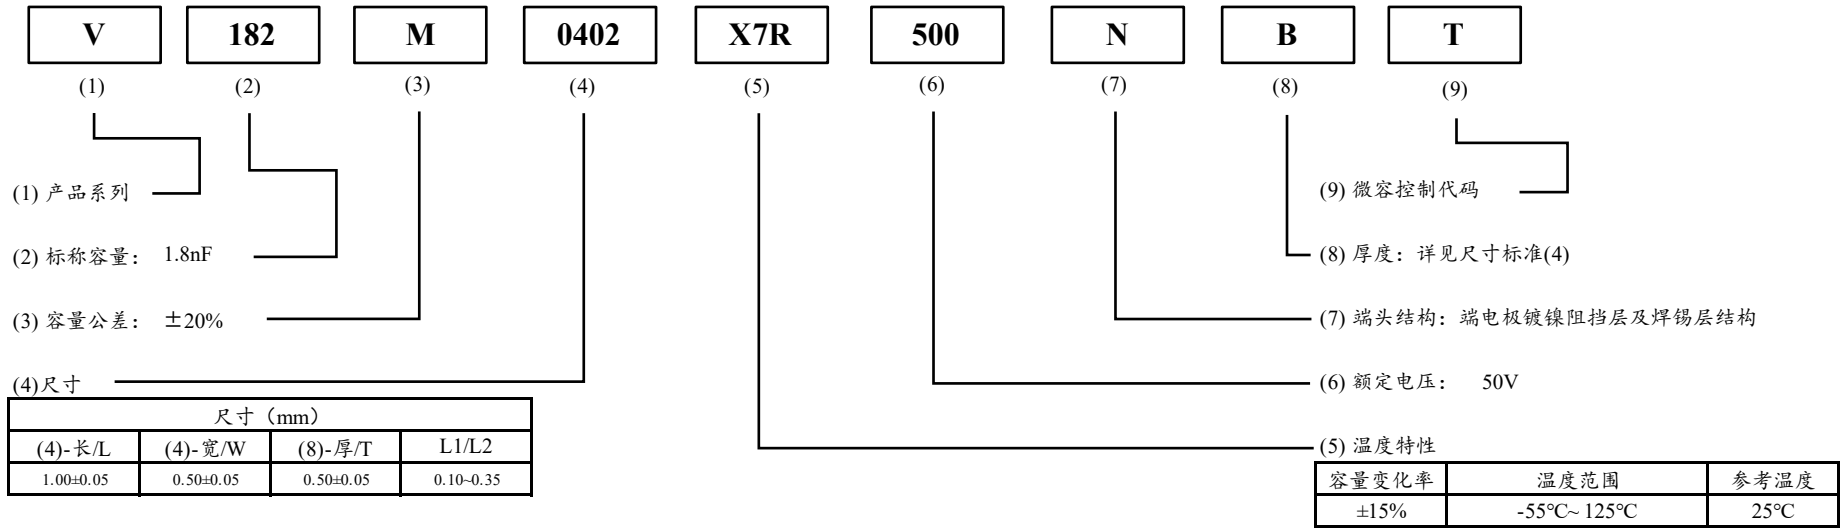 V 182 M 0402 X7R 500 N B T
(1) (2) (3) (4) (5) (6) (7) (8) (9)
(1) 产品系列
(9) 微容控制代码
(2) 标称容量： 1.8nF
(8) 厚度：详见尺寸标准(4)
(3) 容量公差： ±20%
(7) 端头结构：端电极镀镍阻挡层及焊锡层结构
(4)尺寸
(6) 额定电压： 50V
尺寸（mm）
(4)-长/L (4)-宽/W (8)-厚/T L1/L2
1.00±0.05 0.50±0.05 0.50±0.05 0.10~0.35
(5) 温度特性
容量变化率 温度范围 参考温度
±15% -55°C~ 125°C 25°C